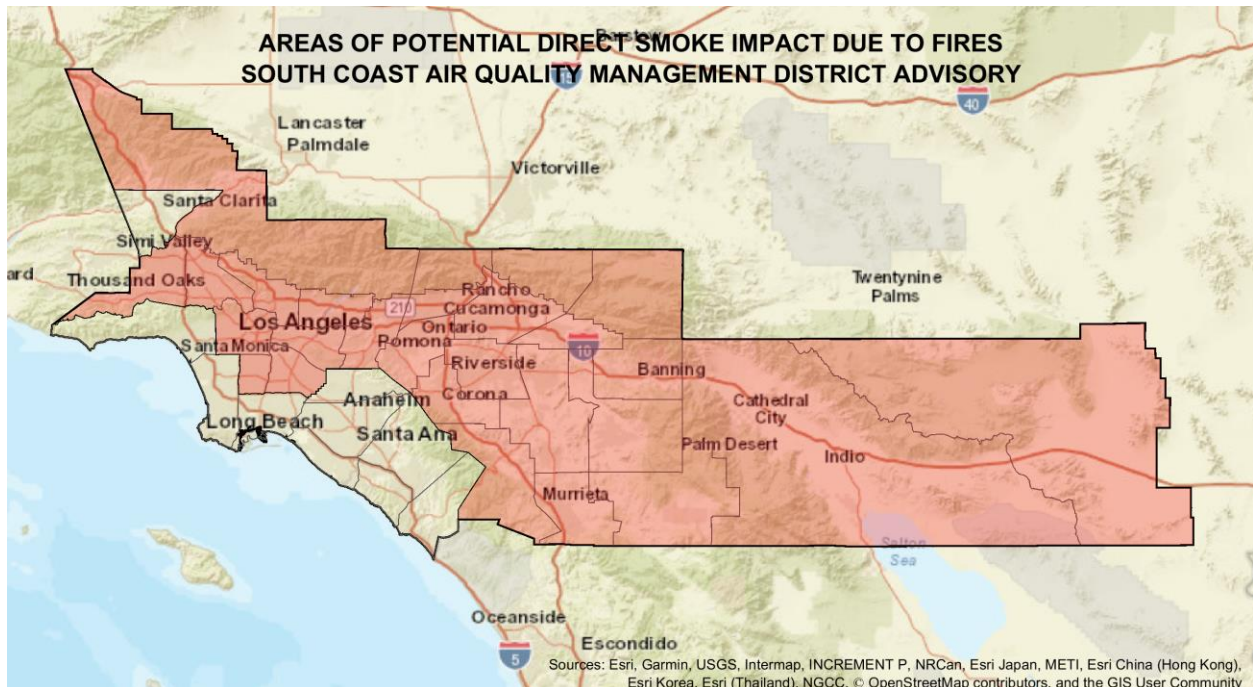 AREAS OF POTENTIAL DIRECT SMOKE IMPACT DUE TO FIRES
SOUTH COAST AIR QUALITY MANAGEMENT DISTRICT ADVISORY
Barstow
15
40
Lancaster
Palmdale
Victorville
Santa Clarita
Simi Valley
ard
Thousand Oaks
Twentynine
Palms
Rancho
Cucamonga
210
Los Angeles
Ontario
Santa Monica
Pomona
10
Riverside
Banning
Anaheim
Corona
Cathedral
City
Long Beach
Santa Ana
Palm Desert
Indio
Murrieta
Salton
Sea
Oceanside
Escondido
5
Sources: Esri, Garmin, USGS, Intermap, INCREMENT P, NRCan, Esri Japan, METI, Esri China (Hong Kong),
Esri Korea, Esri (Thailand), NGCC, © OpenStreetMap contributors, and the GIS User Community